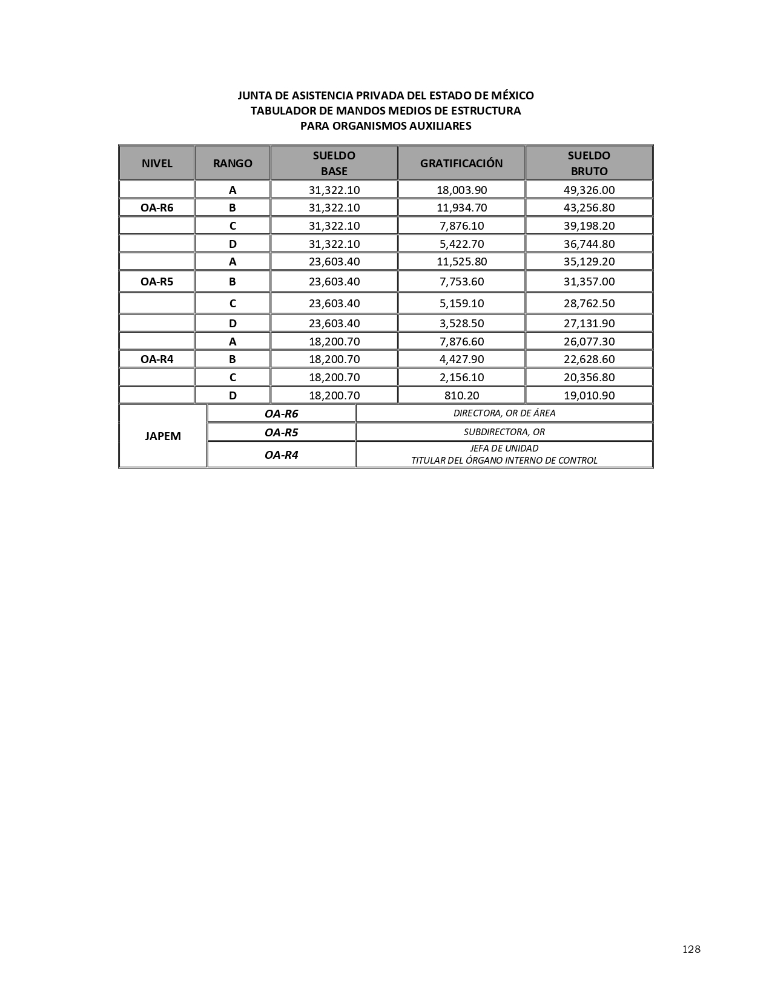 JUNTA DE ASISTENCIA PRIVADA DEL ESTADO DE MÉXICO
TABULADOR DE MANDOS MEDIOS DE ESTRUCTURA
PARA ORGANISMOS AUXILIARES
NIVEL RANGO SUELDO BASE GRATIFICACIÓN SUELDO BRUTO
A 31,322.10 18,003.90 49,326.00
OA-R6 B 31,322.10 11,934.70 43,256.80
C 31,322.10 7,876.10 39,198.20
D 31,322.10 5,422.70 36,744.80
A 23,603.40 11,525.80 35,129.20
OA-R5 B 23,603.40 7,753.60 31,357.00
C 23,603.40 5,159.10 28,762.50
D 23,603.40 3,528.50 27,131.90
A 18,200.70 7,876.60 26,077.30
OA-R4 B 18,200.70 4,427.90 22,628.60
C 18,200.70 2,156.10 20,356.80
D 18,200.70 810.20 19,010.90
JAPEM
OA-R6 DIRECTORA, OR DE ÁREA
OA-R5 SUBDIRECTORA, OR
OA-R4 JEFA DE UNIDAD
TITULAR DEL ÓRGANO INTERNO DE CONTROL
128